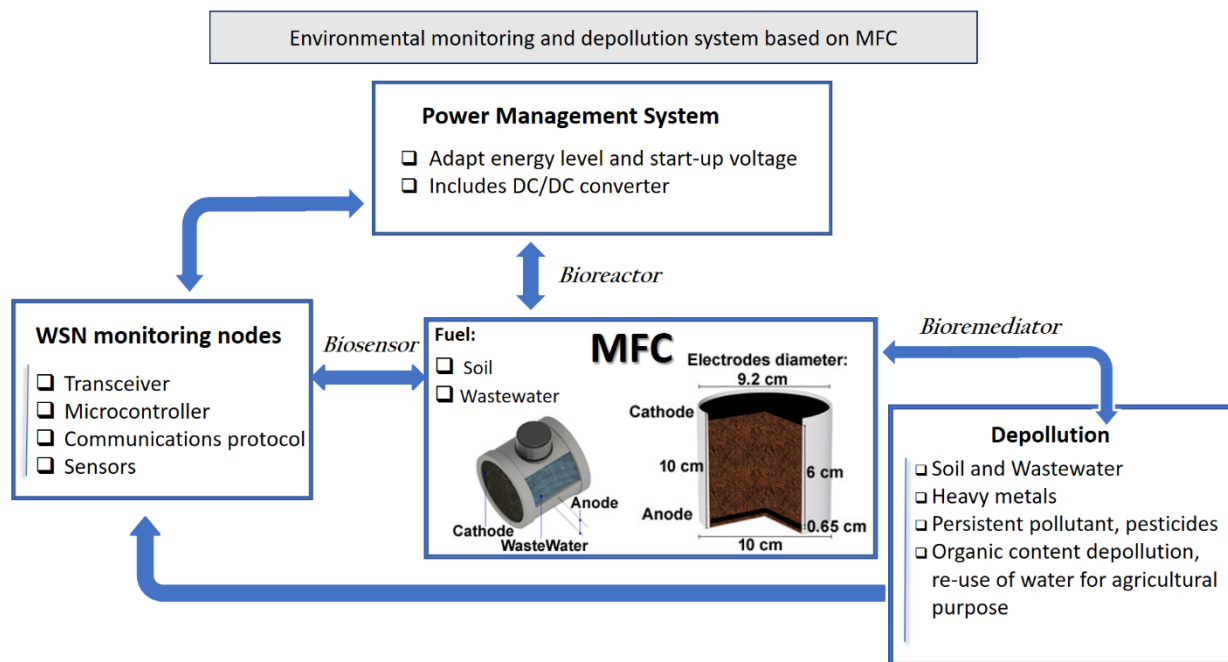 Environmental monitoring and depollution system based on MFC
Power Management System
Adapt energy level and start-up voltage
Includes DC/DC converter
Bioreactor
WSN monitoring nodes
Transceiver
Microcontroller
Communications protocol
Sensors
Biosensor
Fuel:
Soil
Wastewater
MFC
Electrodes diameter:
9.2 cm
Cathode
10 cm
6 cm
Anode
0.65 cm
10 cm
Anode
Cathode
WasteWater
Bioremediator
Depollution
Soil and Wastewater
Heavy metals
Persistent pollutant, pesticides
Organic content depollution,
re-use of water for agricultural
purpose